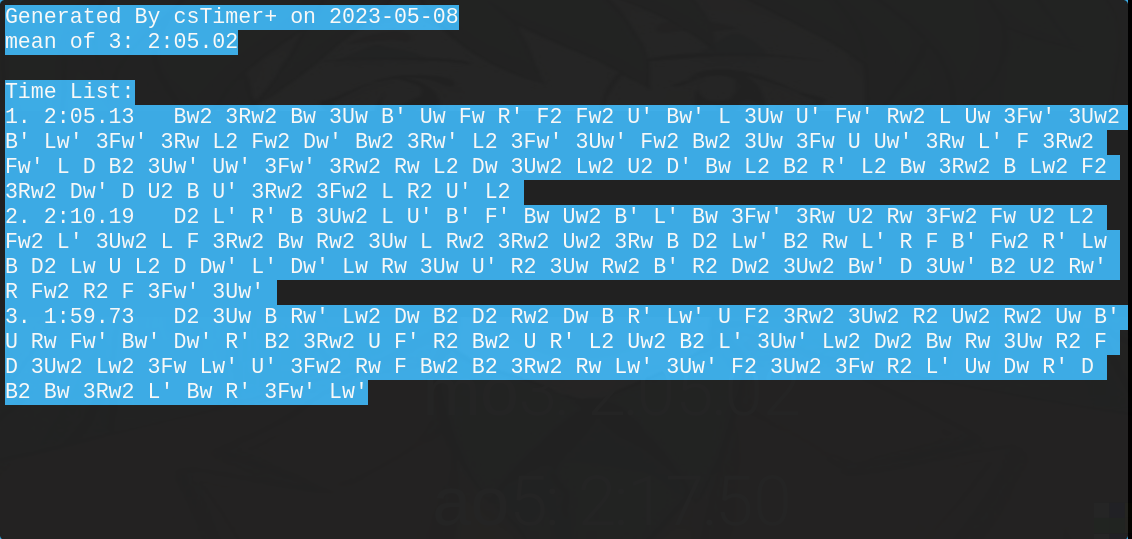 Generated By csTimer+ on 2023-05-08
mean of 3: 2:05.02
Time List:
1. 2:05.13   Bw2 3Rw2 Bw 3Uw B' Uw Fw R' F2 Fw2 U' Bw' L 3Uw U' Fw' Rw2 L Uw 3Fw' 3Uw2
B' Lw' 3Fw' 3Rw L2 Fw2 Dw' Bw2 3Rw' L2 3Fw' 3Uw' Fw2 Bw2 3Uw 3Fw U Uw' 3Rw L' F 3Rw2
Fw' L D B2 3Uw' Uw' 3Fw' 3Rw2 Rw L2 Dw 3Uw2 Lw2 U2 D' Bw L2 B2 R' L2 Bw 3Rw2 B Lw2 F2
3Rw2 Dw' D U2 B U' 3Rw2 3Fw2 L R2 U' L2
2. 2:10.19   D2 L' R' B 3Uw2 L U' B' F' Bw Uw2 B' L' Bw 3Fw' 3Rw U2 Rw 3Fw2 Fw U2 L2
Fw2 L' 3Uw2 L F 3Rw2 Bw Rw2 3Uw L Rw2 3Rw2 Uw2 3Rw B D2 Lw' B2 Rw L' R F B' Fw2 R' Lw
B D2 Lw U L2 D Dw' L' Dw' Lw Rw 3Uw U' R2 3Uw Rw2 B' R2 Dw2 3Uw2 Bw' D 3Uw' B2 U2 Rw'
R Fw2 R2 F 3Fw' 3Uw'
3. 1:59.73   D2 3Uw B Rw' Lw2 Dw B2 D2 Rw2 Dw B R' Lw' U F2 3Rw2 3Uw2 R2 Uw2 Rw2 Uw B'
U Rw Fw' Bw' Dw' R' B2 3Rw2 U F' R2 Bw2 U R' L2 Uw2 B2 L' 3Uw' Lw2 Dw2 Bw Rw 3Uw R2 F
D 3Uw2 Lw2 3Fw Lw' U' 3Fw2 Rw F Bw2 B2 3Rw2 Rw Lw' 3Uw' F2 3Uw2 3Fw R2 L' Uw Dw R' D
B2 Bw 3Rw2 L' Bw R' 3Fw' Lw'